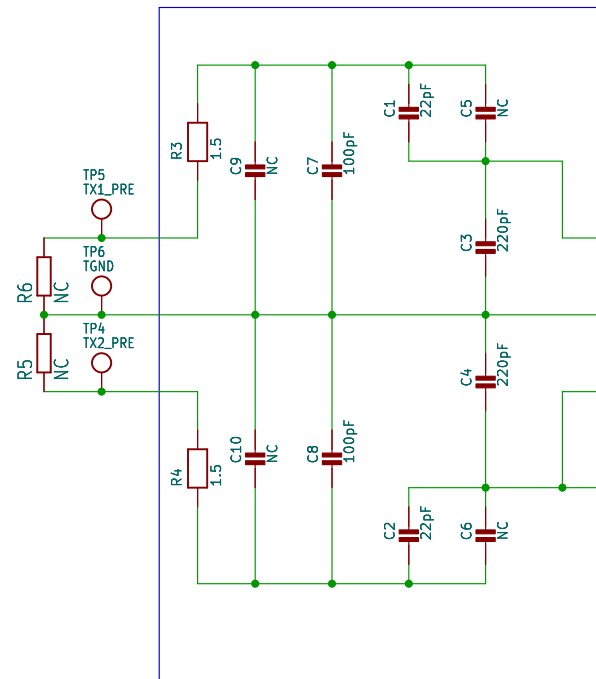 C1
22pF
C5
NC
R3
1.5
C9
NC
C7
100pF
TP5
TX1_PRE
C3
220pF
TP6
TGND
R6
NC
TP4
TX2_PRE
R5
NC
C4
220pF
R4
1.5
C10
NC
C8
100pF
C2
22pF
C6
NC